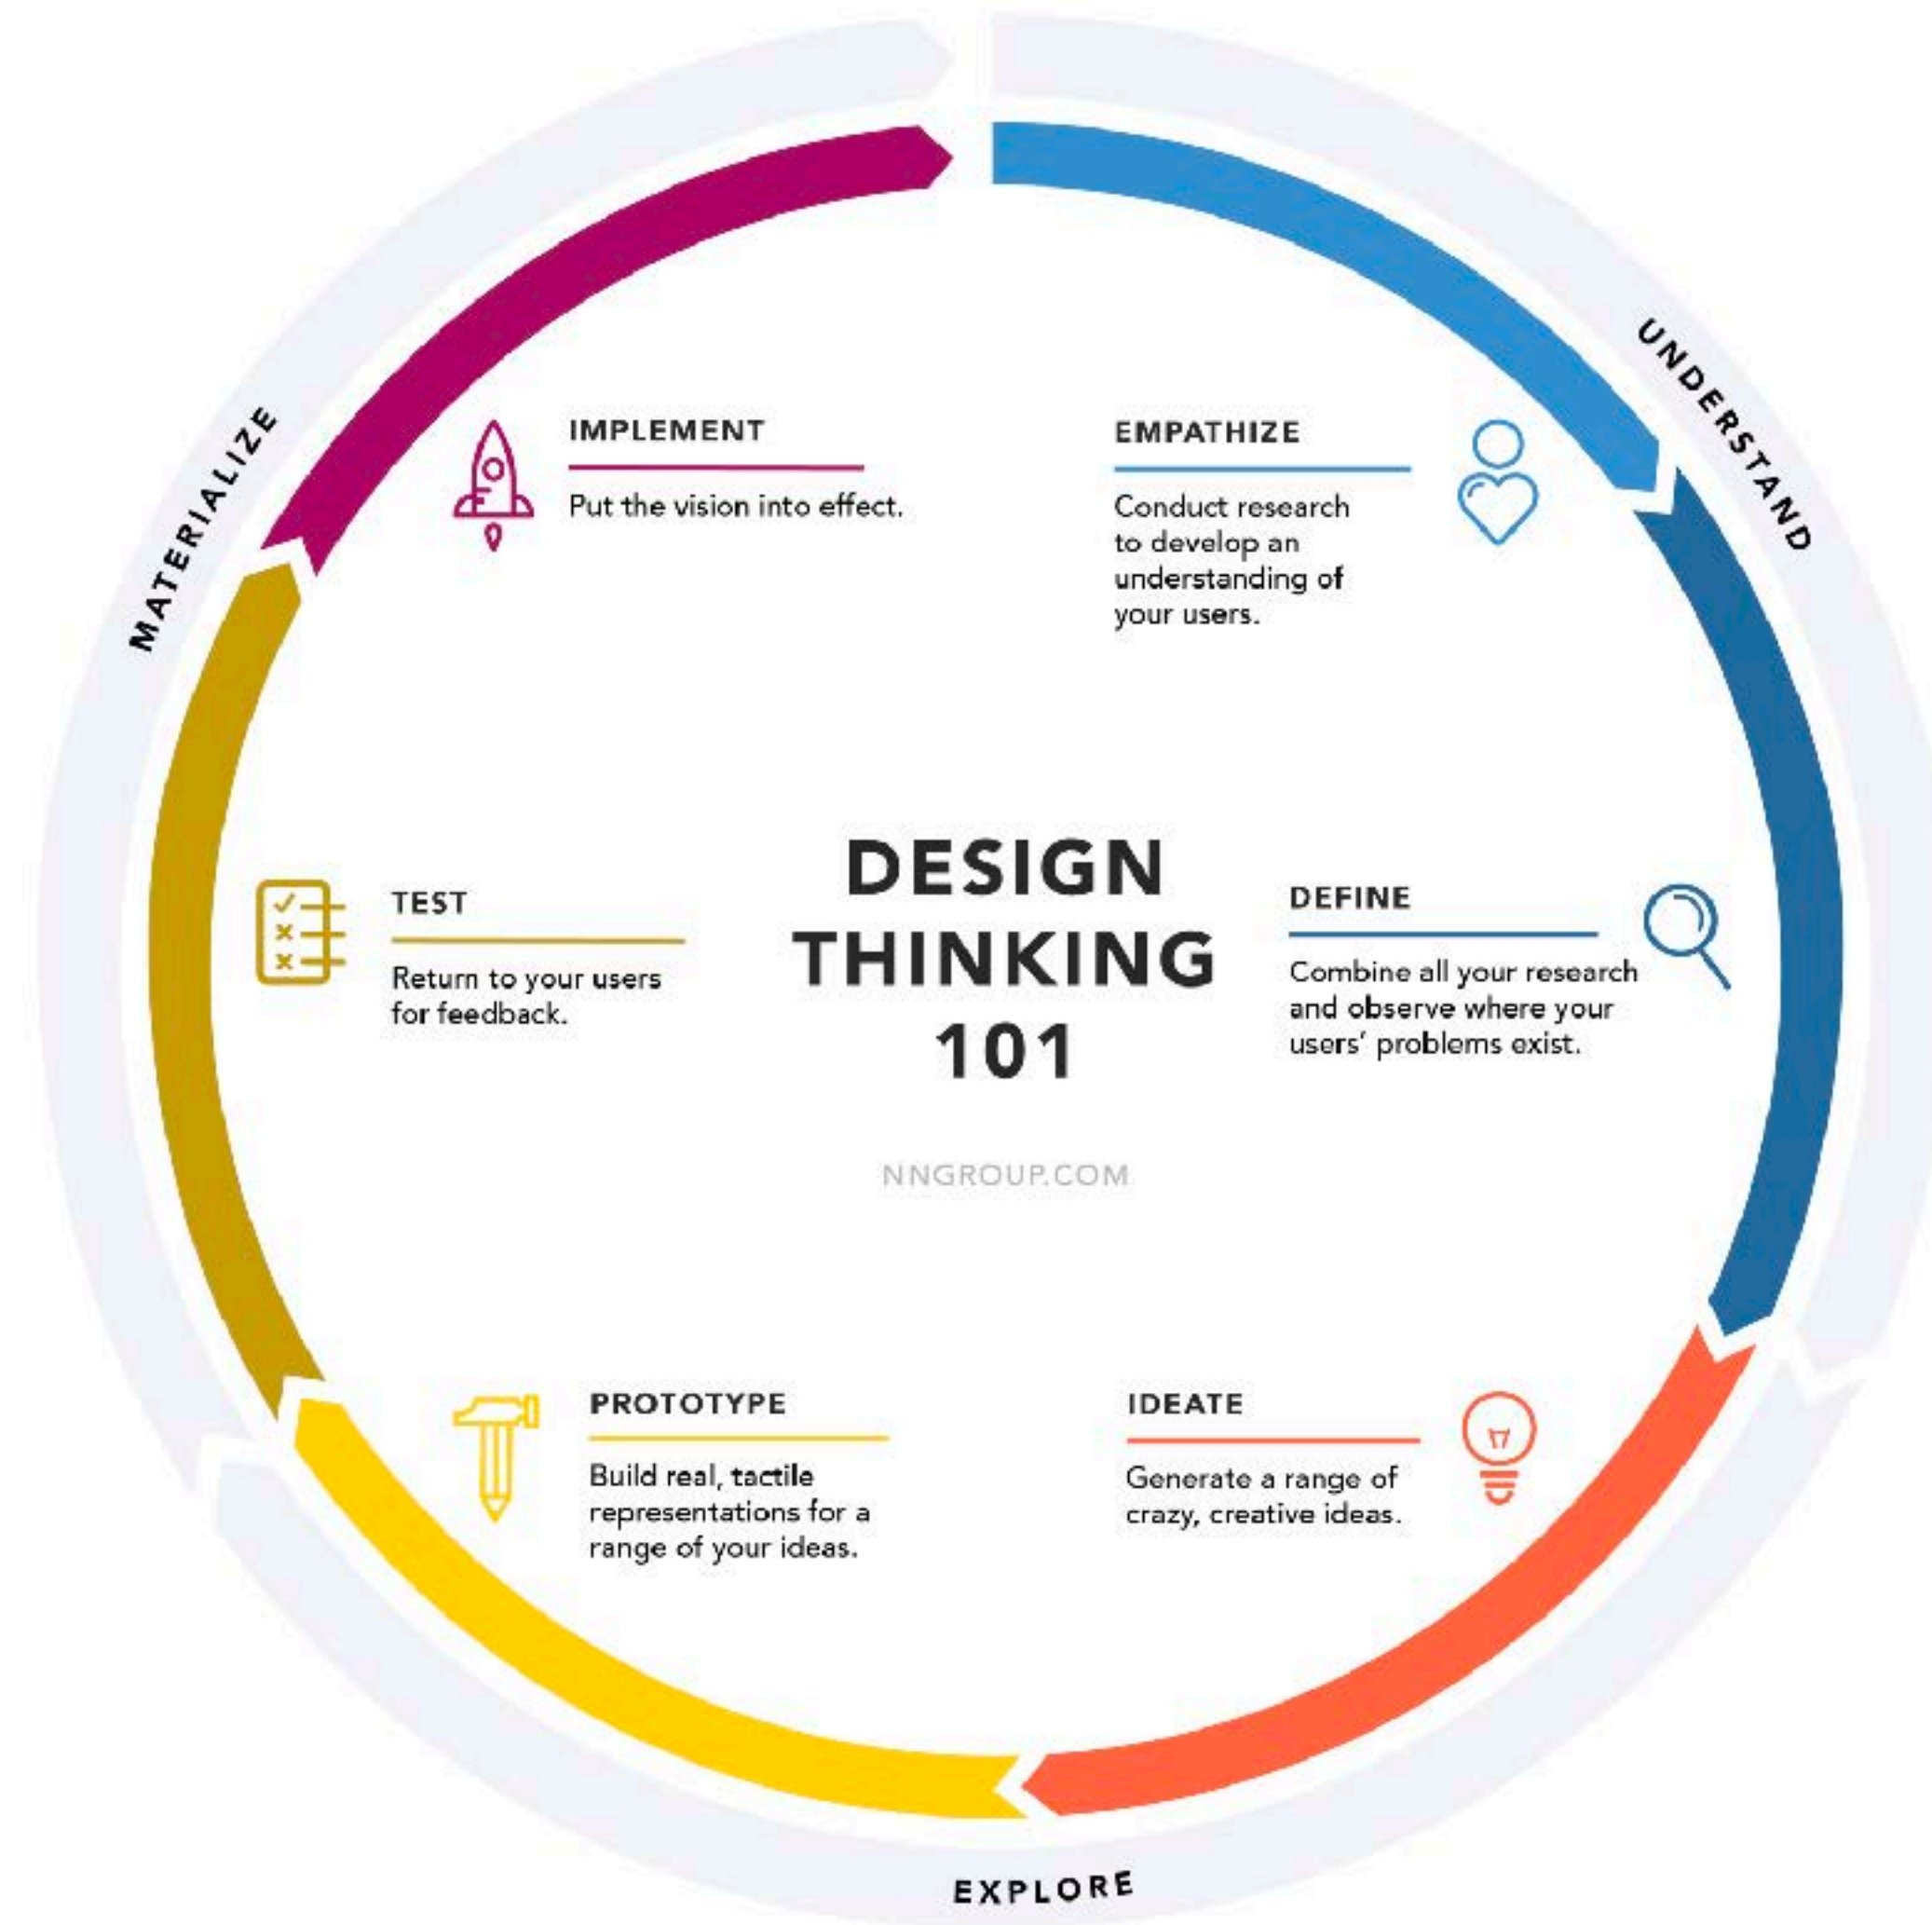 DESIGN
THINKING
101
NNGROUP.COM
UNDERSTAND
EMPATHIZE
Conduct research
to develop an
understanding of
your users.
DEFINE
Combine all your research
and observe where your
users' problems exist.
EXPLORE
IDEATE
Generate a range of
crazy, creative ideas.
PROTOTYPE
Build real, tactile
representations for a
range of your ideas.
MATERIALIZE
TEST
Return to your users
for feedback.
IMPLEMENT
Put the vision into effect.